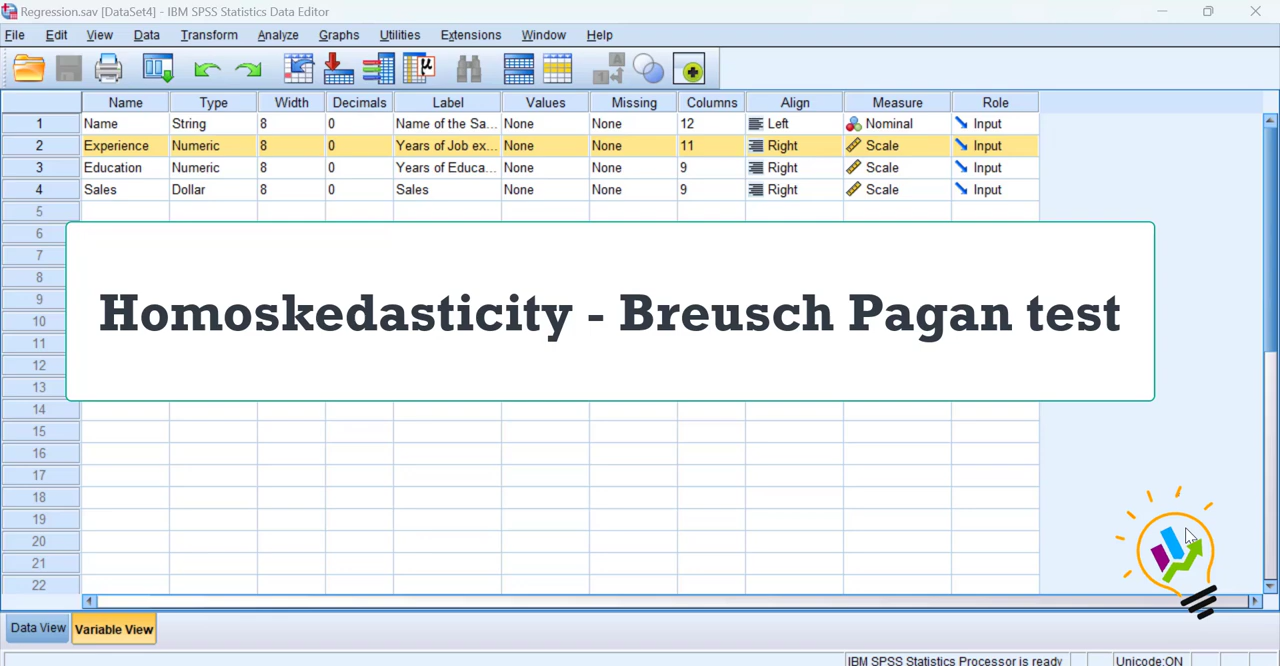 Regression.sav [DataSet4] - IBM SPSS Statistics Data Editor
File Edit View Data Transform Analyze Graphs Utilities Extensions Window Help
Name Type Width Decimals Label Values Missing Columns Align Measure Role
1 Name String 8 0 Name of the Sa... None None 12 Left Nominal Input
2 Experience Numeric 8 0 Years of Job ex... None None 11 Right Scale Input
3 Education Numeric 8 0 Years of Educa... None None 9 Right Scale Input
4 Sales Dollar 8 0 Sales None None 9 Right Scale Input
5
6
7
8
9
Homoskedasticity - Breusch Pagan test
10
11
12
13
14
15
16
17
18
19
20
21
22
Data View Variable View
IBM SPSS Statistics Processor is ready Unicode:ON